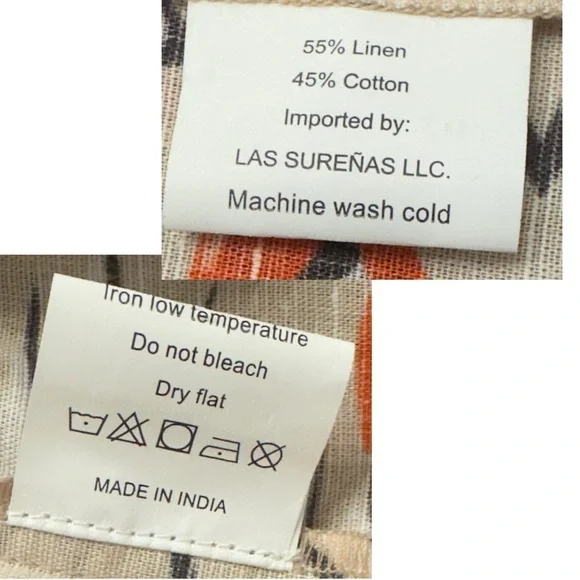 55% Linen
45% Cotton
Imported by:
LAS SUREÑAS LLC.
Machine wash cold
Iron low temperature
Do not bleach
Dry flat
MADE IN INDIA